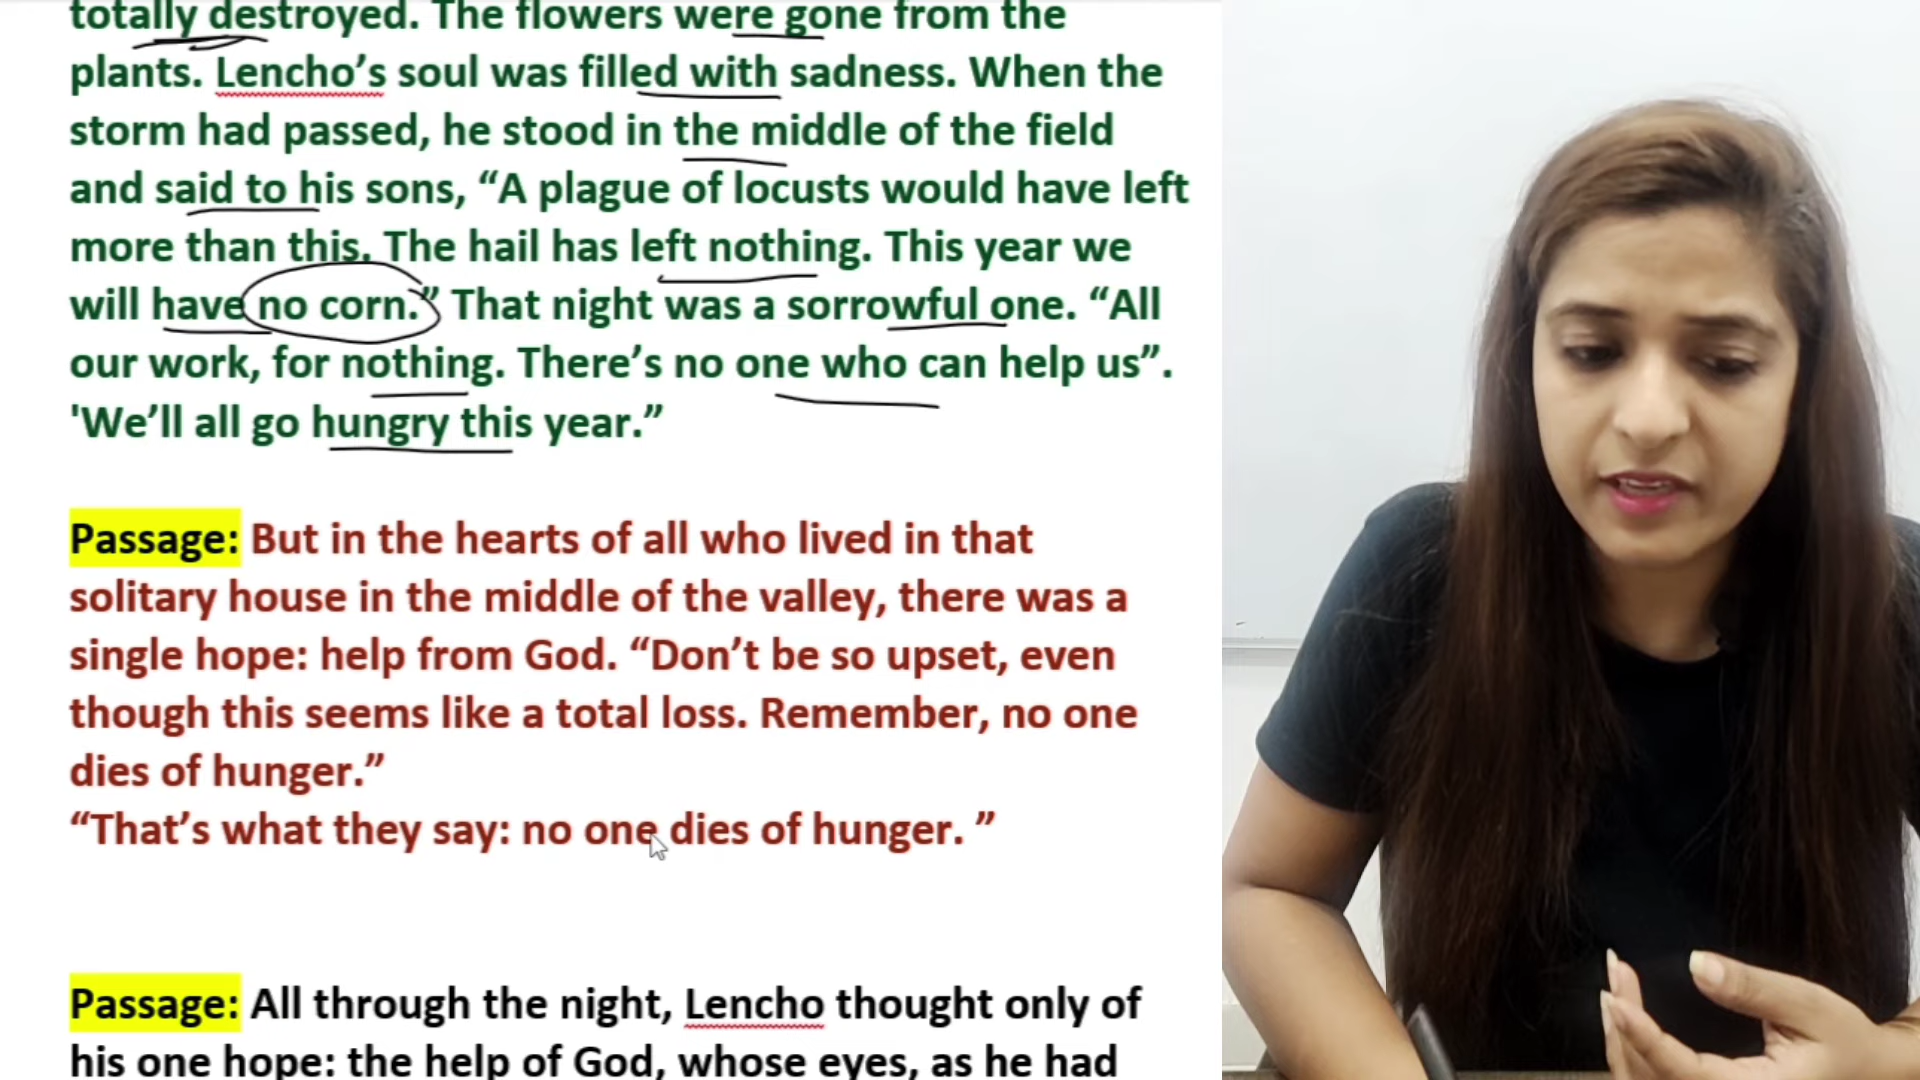 totally destroyed. The flowers were gone from the
plants. Lencho’s soul was filled with sadness. When the
storm had passed, he stood in the middle of the field
and said to his sons, “A plague of locusts would have left
more than this. The hail has left nothing. This year we
will have no corn.” That night was a sorrowful one. “All
our work, for nothing. There’s no one who can help us”.
'We’ll all go hungry this year.”
Passage: But in the hearts of all who lived in that
solitary house in the middle of the valley, there was a
single hope: help from God. “Don’t be so upset, even
though this seems like a total loss. Remember, no one
dies of hunger.”
“That’s what they say: no one dies of hunger. ”
Passage: All through the night, Lencho thought only of
his one hope: the help of God, whose eyes, as he had